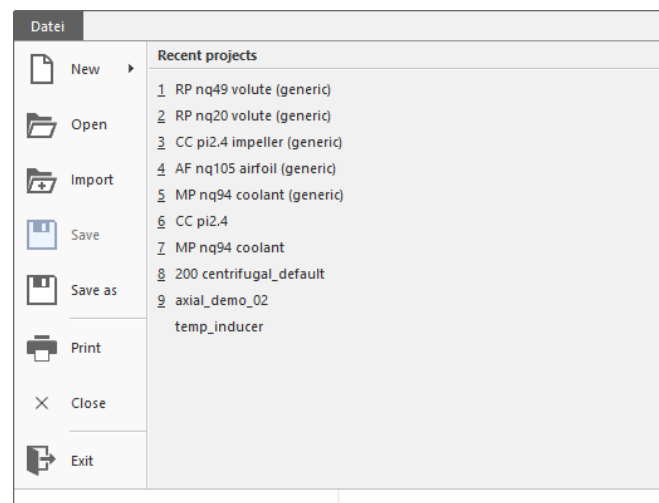 Datei
New
Open
Import
Save
Save as
Print
Close
Exit
Recent projects
1 RP nq49 volute (generic)
2 RP nq20 volute (generic)
3 CC pi2.4 impeller (generic)
4 AF nq105 airfoil (generic)
5 MP nq94 coolant (generic)
6 CC pi2.4
7 MP nq94 coolant
8 200 centrifugal_default
9 axial_demo_02
temp_inducer